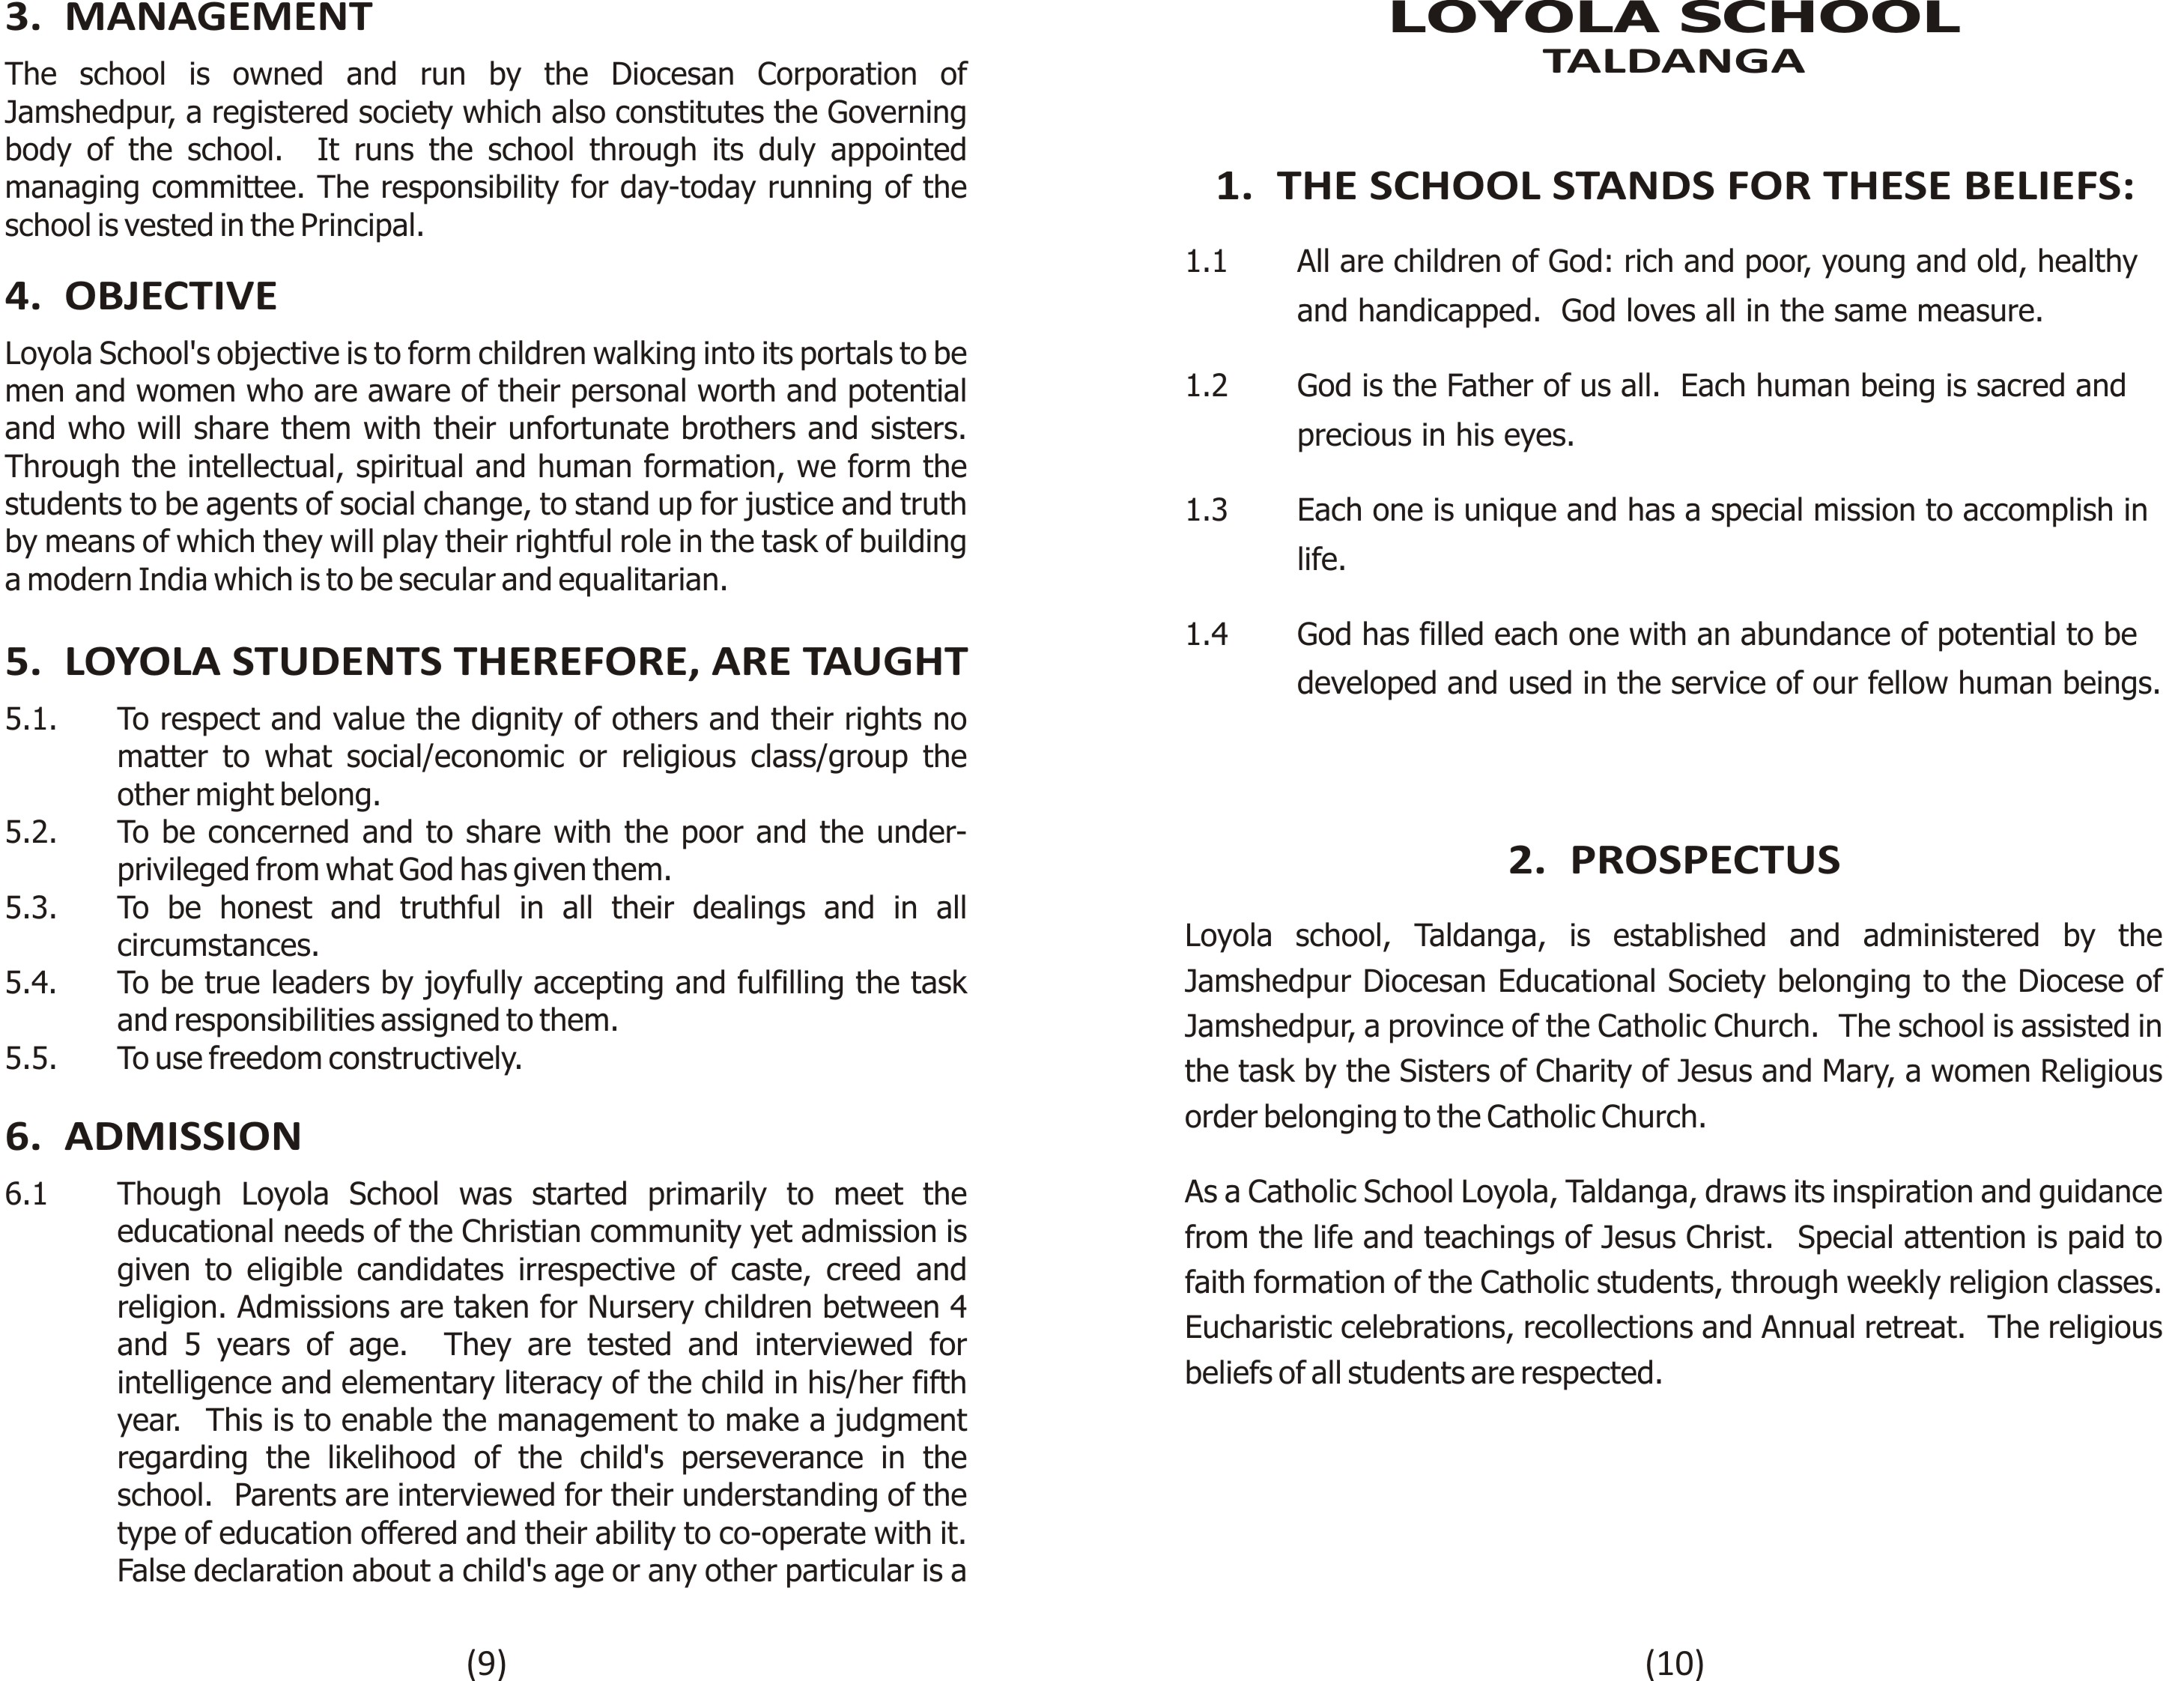 3. MANAGEMENT
The school is owned and run by the Diocesan Corporation of
Jamshedpur, a registered society which also constitutes the Governing
body of the school. It runs the school through its duly appointed
managing committee. The responsibility for day-today running of the
school is vested in the Principal.
4. OBJECTIVE
Loyola School's objective is to form children walking into its portals to be
men and women who are aware of their personal worth and potential
and who will share them with their unfortunate brothers and sisters.
Through the intellectual, spiritual and human formation, we form the
students to be agents of social change, to stand up for justice and truth
by means of which they will play their rightful role in the task of building
a modern India which is to be secular and equalitarian.
5. LOYOLA STUDENTS THEREFORE, ARE TAUGHT
5.1. To respect and value the dignity of others and their rights no
matter to what social/economic or religious class/group the
other might belong.
5.2. To be concerned and to share with the poor and the under-
privileged from what God has given them.
5.3. To be honest and truthful in all their dealings and in all
circumstances.
5.4. To be true leaders by joyfully accepting and fulfilling the task
and responsibilities assigned to them.
5.5. To use freedom constructively.
6. ADMISSION
6.1 Though Loyola School was started primarily to meet the
educational needs of the Christian community yet admission is
given to eligible candidates irrespective of caste, creed and
religion. Admissions are taken for Nursery children between 4
and 5 years of age. They are tested and interviewed for
intelligence and elementary literacy of the child in his/her fifth
year. This is to enable the management to make a judgment
regarding the likelihood of the child's perseverance in the
school. Parents are interviewed for their understanding of the
type of education offered and their ability to co-operate with it.
False declaration about a child's age or any other particular is a
(9)
LOYOLA SCHOOL
TALDANGA
1. THE SCHOOL STANDS FOR THESE BELIEFS:
1.1 All are children of God: rich and poor, young and old, healthy
and handicapped. God loves all in the same measure.
1.2 God is the Father of us all. Each human being is sacred and
precious in his eyes.
1.3 Each one is unique and has a special mission to accomplish in
life.
1.4 God has filled each one with an abundance of potential to be
developed and used in the service of our fellow human beings.
2. PROSPECTUS
Loyola school, Taldanga, is established and administered by the
Jamshedpur Diocesan Educational Society belonging to the Diocese of
Jamshedpur, a province of the Catholic Church. The school is assisted in
the task by the Sisters of Charity of Jesus and Mary, a women Religious
order belonging to the Catholic Church.
As a Catholic School Loyola, Taldanga, draws its inspiration and guidance
from the life and teachings of Jesus Christ. Special attention is paid to
faith formation of the Catholic students, through weekly religion classes.
Eucharistic celebrations, recollections and Annual retreat. The religious
beliefs of all students are respected.
(10)